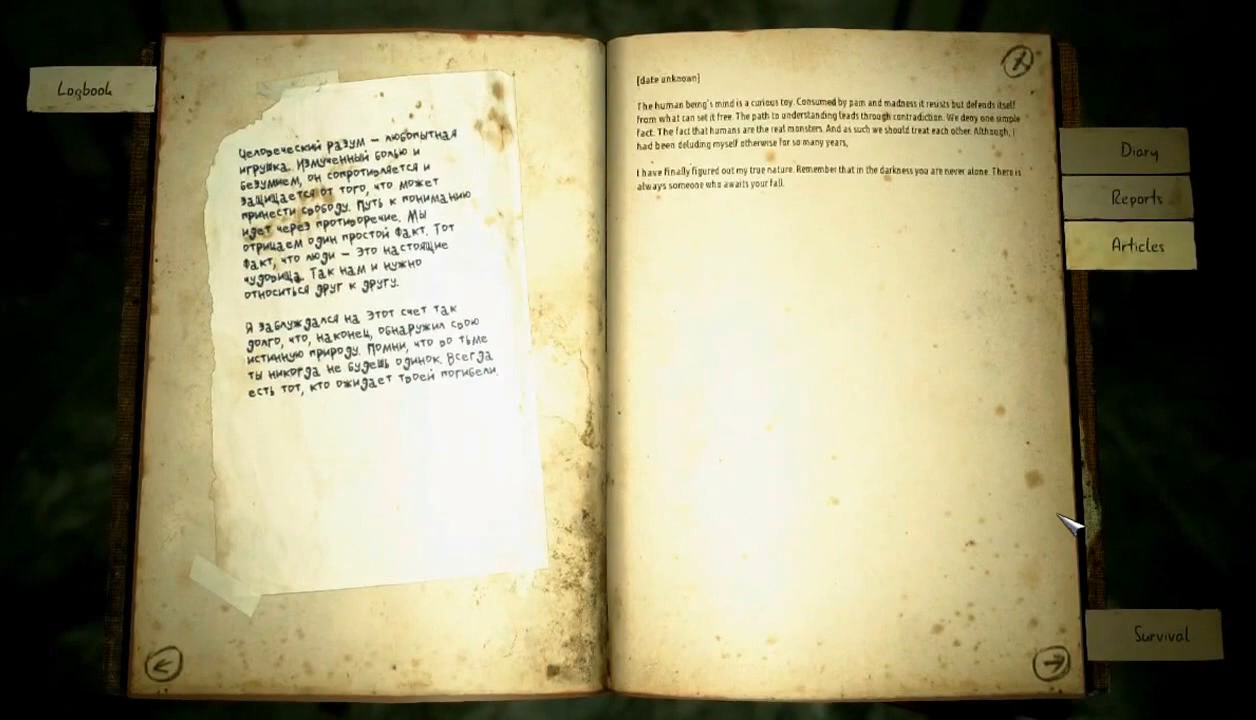 Logbook
Человеческий разум – любопытная
игрушка. Измученный болью и
безумием, он сопротивляется и
защищается от того, что может
принести свободу. Путь к пониманию
идет через противоречие. Мы
отрицаем один простой факт. Тот
факт, что люди – это настоящие
чудовища. Так нам и нужно
относиться друг к другу.
Я заблуждался на этот счет так
долго, что, наконец, обнаружил свою
истинную природу. Помни, что во тьме
ты никогда не будешь одинок. Всегда
есть тот, кто ожидает твоей погибели.
[date unknown]
The human being's mind is a curious toy. Consumed by pain and madness it resists but defends itself
from what can set it free. The path to understanding leads through contradiction. We deny one simple
fact. The fact that humans are the real monsters. And as such we should treat each other. Although, I
had been deluding myself otherwise for so many years,
I have finally figured out my true nature. Remember that in the darkness you are never alone. There is
always someone who awaits your fall.
Diary
Reports
Articles
Survival